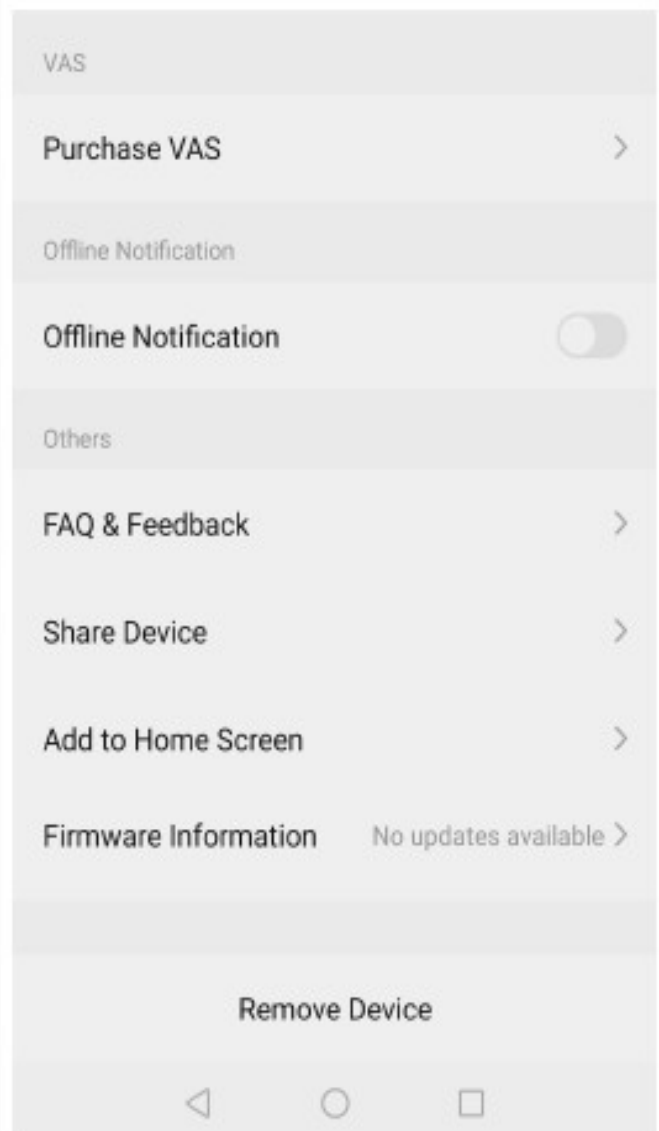 VAS
Purchase VAS
Offline Notification
Offline Notification
Others
FAQ & Feedback
Share Device
Add to Home Screen
Firmware Information No updates available
Remove Device